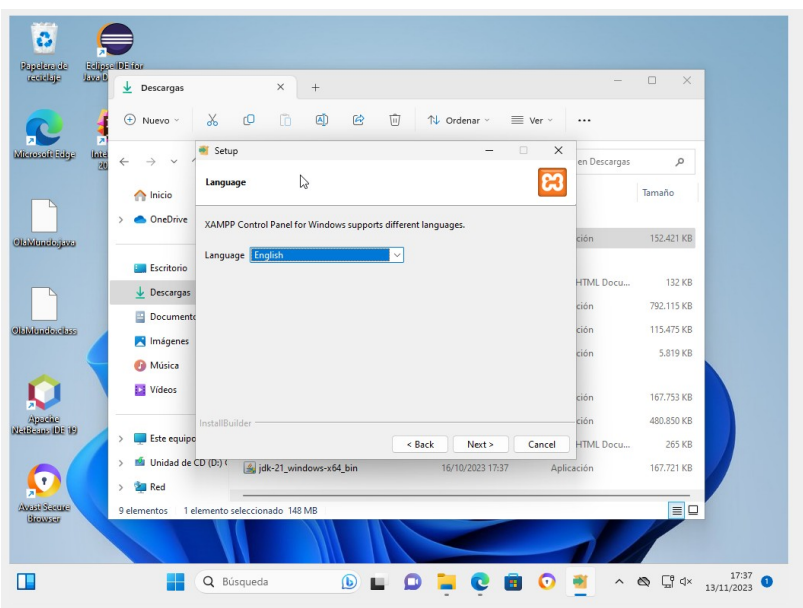 Papelera de
reciclaje
Eclipse IDE for
Java D
Microsoft Edge
Inte
20
OlaMundo.java
OlaMundo.class
Apache
NetBeans IDE 19
Avast Secure
Browser
Descargas
Nuevo
Ordenar
Ver
en Descargas
Inicio
OneDrive
Escritorio
Descargas
Documento
Imágenes
Música
Vídeos
Este equipo
Unidad de CD (D:) (
Red
Tamaño
ción 152.421 KB
HTML Docu... 132 KB
ción 792.115 KB
ción 115.475 KB
ción 5.819 KB
ción 167.753 KB
ción 480.850 KB
HTML Docu... 265 KB
jdk-21_windows-x64_bin 16/10/2023 17:37 Aplicación 167.721 KB
9 elementos 1 elemento seleccionado 148 MB
Setup
Language
XAMPP Control Panel for Windows supports different languages.
Language English
InstallBuilder
< Back Next > Cancel
Búsqueda
17:37
13/11/2023
1